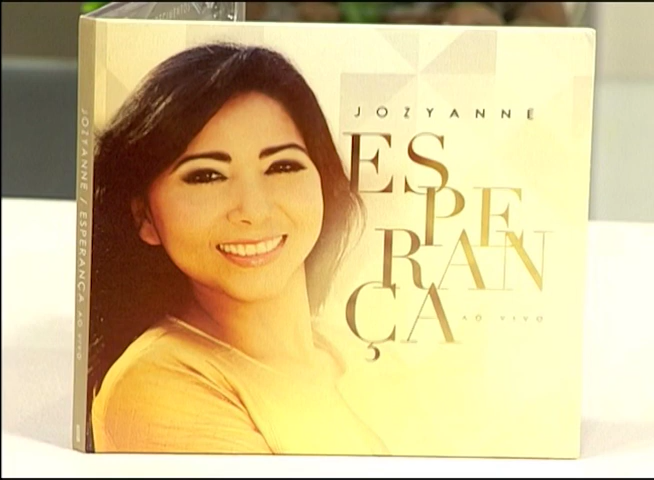 JOZYANNE / ESPERANÇA AO VIVO
JOZYANNE
ES
PE
RAN
ÇA AO VIVO